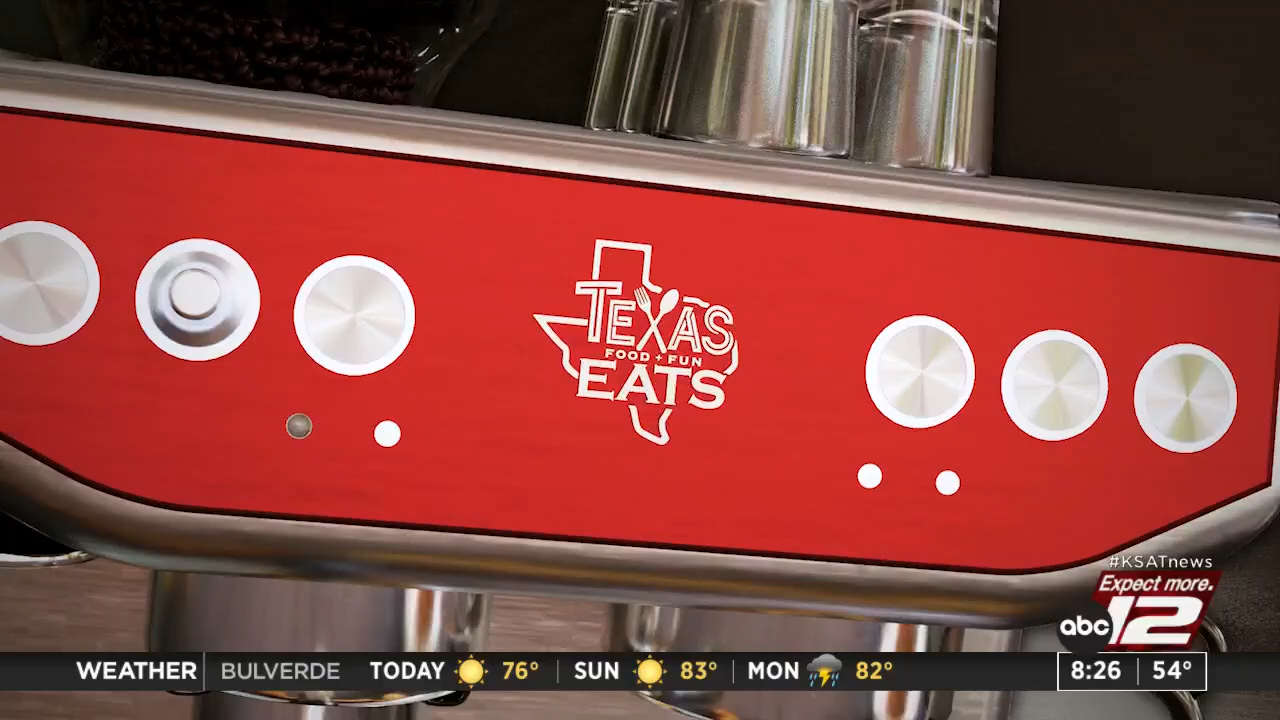 TEXAS
FOOD + FUN
EATS
#KSATnews
Expect more.
abc 12
WEATHER BULVERDE TODAY 76° SUN 83° MON 82° 8:26 54°